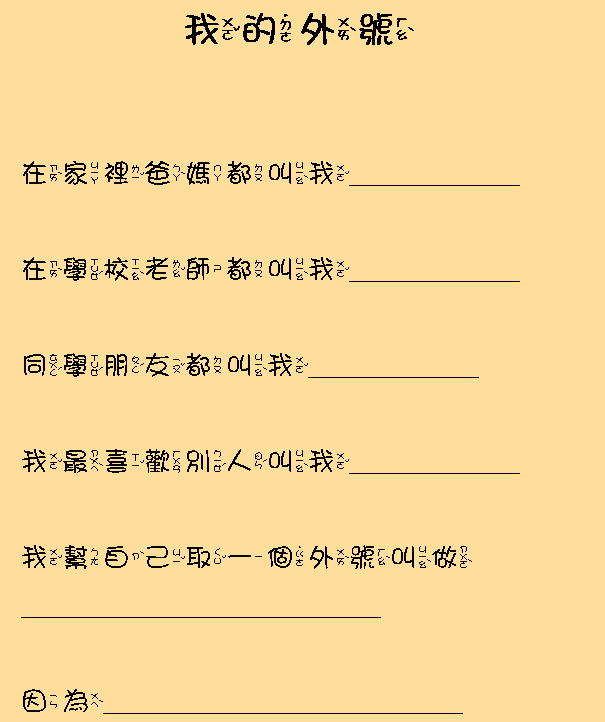 我的外號
在家裡爸媽都叫我
在學校老師都叫我
同學朋友都叫我
我最喜歡別人叫我
我幫自己取一個外號叫做
因為